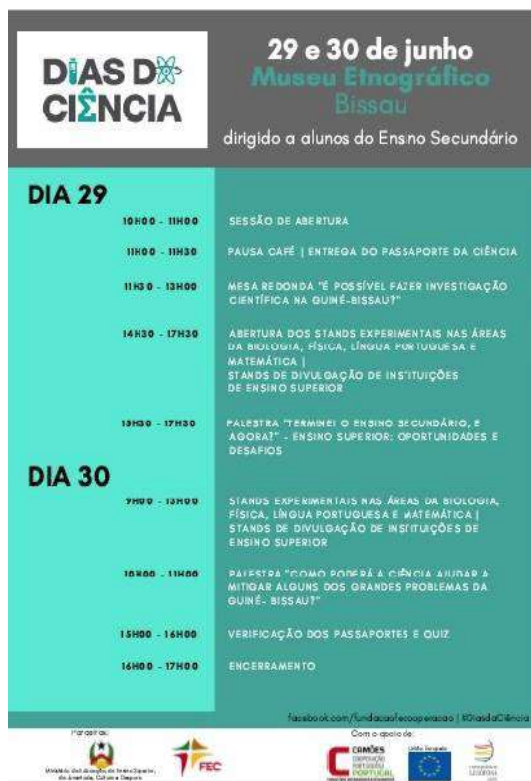 DIAS DO
CIÊNCIA
29 e 30 de junho
Museu Etnográfico
Bissau
dirigido a alunos do Ensino Secundário
DIA 29
10H00 - 11H00
SESSÃO DE ABERTURA
11H00 - 11H30
PAUSA CAFÉ | ENTREGA DO PASSAPORTE DA CIÊNCIA
11H30 - 13H00
MESA REDONDA "É POSSÍVEL FAZER INVESTIGAÇÃO
CIENTÍFICA NA GUINÉ-BISSAU?"
14H30 - 17H30
ABERTURA DOS STANDS EXPERIMENTAIS NAS ÁREAS
DA BIOLOGIA, FÍSICA, LÍNGUA PORTUGUESA E
MATEMÁTICA |
STANDS DE DIVULGAÇÃO DE INSTITUIÇÕES
DE ENSINO SUPERIOR
15H30 - 17H30
PALESTRA "TERMINEI O ENSINO SECUNDÁRIO, E
AGORA?" - ENSINO SUPERIOR: OPORTUNIDADES E
DESAFIOS
DIA 30
9H00 - 13H00
STANDS EXPERIMENTAIS NAS ÁREAS DA BIOLOGIA,
FÍSICA, LÍNGUA PORTUGUESA E MATEMÁTICA |
STANDS DE DIVULGAÇÃO DE INSTITUIÇÕES DE
ENSINO SUPERIOR
10H00 - 11H00
PALESTRA "COMO PODERÁ A CIÊNCIA AJUDAR A
MITIGAR ALGUNS DOS GRANDES PROBLEMAS DA
GUINÉ- BISSAU?"
15H00 - 16H00
VERIFICAÇÃO DOS PASSAPORTES E QUIZ
16H00 - 17H00
ENCERRAMENTO
facebook.com/fundacaofecooperacao | #DiasdaCiência
Parceiros:
FEC
Com o apoio de:
CAMÕES
PORTUGAL
União Europeia